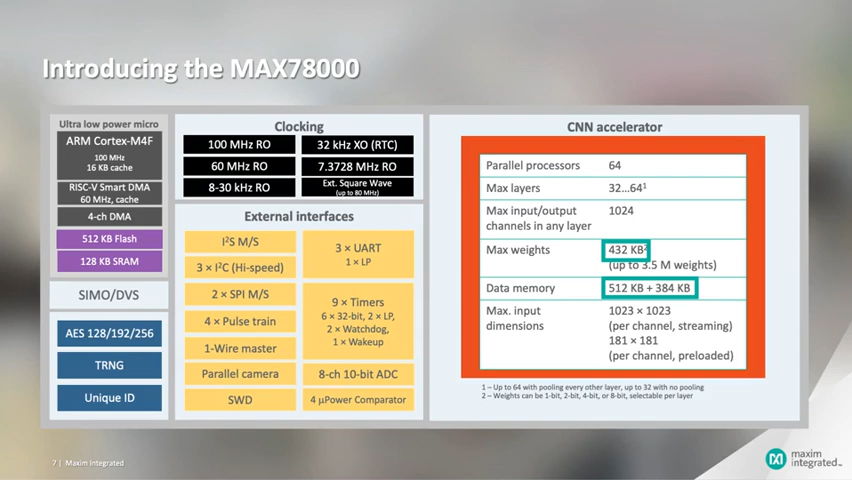 Introducing the MAX78000
Ultra low power micro
ARM Cortex-M4F
100 MHz
16 KB cache
RISC-V Smart DMA
60 MHz, cache
4-ch DMA
512 KB Flash
128 KB SRAM
SIMO/DVS
AES 128/192/256
TRNG
Unique ID
Clocking
100 MHz RO
32 kHz XO (RTC)
60 MHz RO
7.3728 MHz RO
8-30 kHz RO
Ext. Square Wave
(up to 80 MHz)
External interfaces
I²S M/S
3 × I²C (Hi-speed)
2 × SPI M/S
4 × Pulse train
1-Wire master
Parallel camera
SWD
3 × UART
1 × LP
9 × Timers
6 × 32-bit, 2 × LP,
2 × Watchdog,
1 × Wakeup
8-ch 10-bit ADC
4 µPower Comparator
CNN accelerator
Parallel processors 64
Max layers 32...64¹
Max input/output 1024
channels in any layer
Max weights 432 KB²
(up to 3.5 M weights)
Data memory 512 KB + 384 KB
Max. input 1023 × 1023
dimensions (per channel, streaming)
181 × 181
(per channel, preloaded)
1 – Up to 64 with pooling every other layer, up to 32 with no pooling
2 – Weights can be 1-bit, 2-bit, 4-bit, or 8-bit, selectable per layer
7 | Maxim Integrated
maxim
integrated™